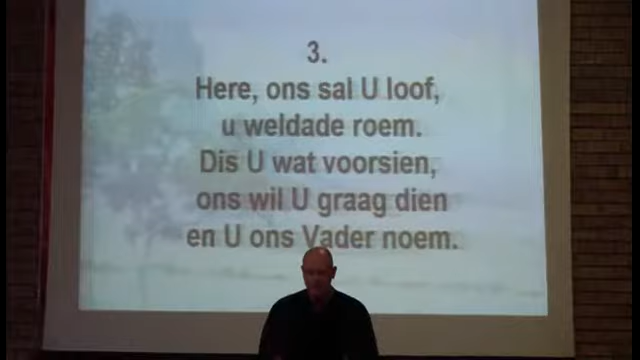 3.
Here, ons sal U loof,
u weldade roem.
Dis U wat voorsien,
ons wil U graag dien
en U ons Vader noem.